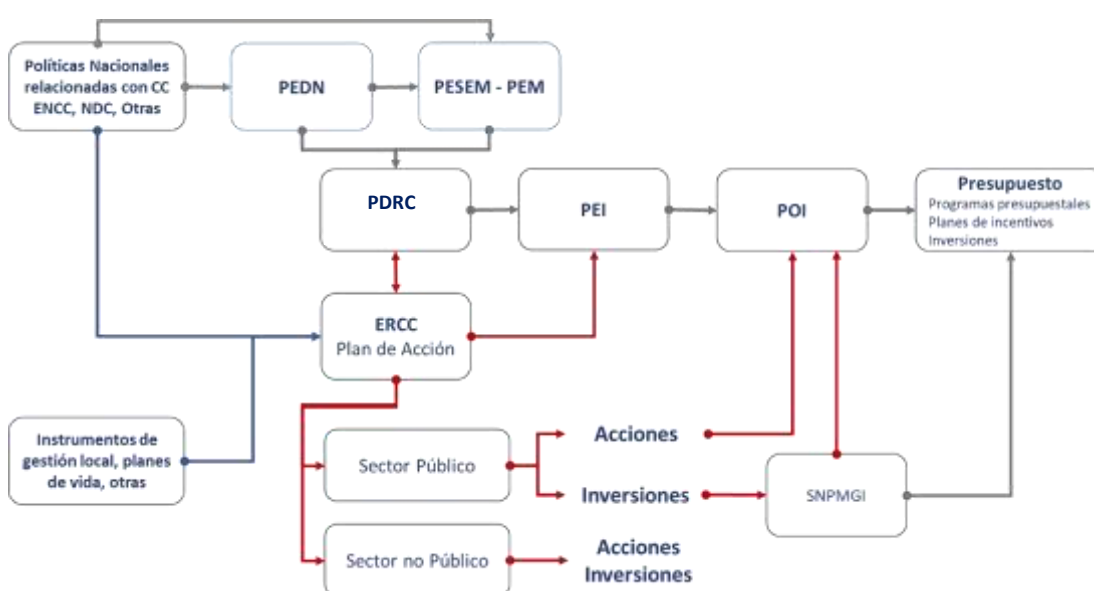 Políticas Nacionales
relacionadas con CC
ENCC, NDC, Otras
PEDN
PESEM - PEM
PDRC
PEI
POI
Presupuesto
Programas presupuestales
Planes de incentivos
Inversiones
ERCC
Plan de Acción
Instrumentos de
gestión local, planes
de vida, otras
Sector Público
Acciones
Inversiones
SNPMGI
Sector no Público
Acciones
Inversiones